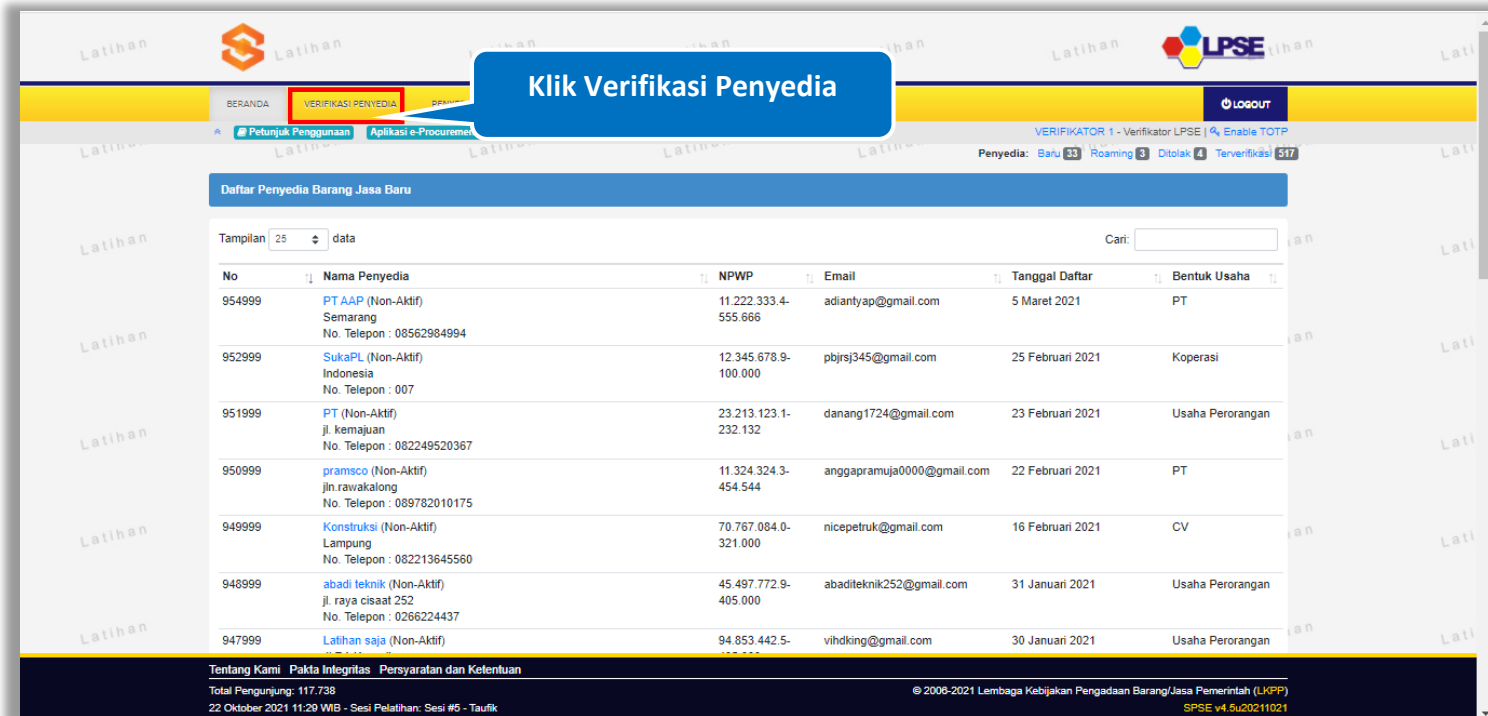 Latihan Latihan Latihan LPSE
Klik Verifikasi Penyedia
BERANDA VERIFIKASI PENYEDIA LOGOUT
Petunjuk Penggunaan Aplikasi e-Procurement VERIFIKATOR 1 - Verifikator LPSE | Enable TOTP
Penyedia: Baru 33 Roaming 3 Ditolak 4 Terverifikasi 517
Daftar Penyedia Barang Jasa Baru
Tampilan 25 data Cari:
No Nama Penyedia NPWP Email Tanggal Daftar Bentuk Usaha
954999 PT AAP (Non-Aktif) 11.222.333.4- adiantyap@gmail.com 5 Maret 2021 PT
Semarang 555.666
No. Telepon : 08562984994
952999 SukaPL (Non-Aktif) 12.345.678.9- pbjrsj345@gmail.com 25 Februari 2021 Koperasi
Indonesia 100.000
No. Telepon : 007
951999 PT (Non-Aktif) 23.213.123.1- danang1724@gmail.com 23 Februari 2021 Usaha Perorangan
jl. kemajuan 232.132
No. Telepon : 082249520367
950999 pramsco (Non-Aktif) 11.324.324.3- anggapramuja0000@gmail.com 22 Februari 2021 PT
jln.rawakalong 454.544
No. Telepon : 089782010175
949999 Konstruksi (Non-Aktif) 70.767.084.0- nicepetruk@gmail.com 16 Februari 2021 CV
Lampung 321.000
No. Telepon : 082213645560
948999 abadi teknik (Non-Aktif) 45.497.772.9- abaditeknik252@gmail.com 31 Januari 2021 Usaha Perorangan
jl. raya cisaat 252 405.000
No. Telepon : 0266224437
947999 Latihan saja (Non-Aktif) 94.853.442.5- vihdking@gmail.com 30 Januari 2021 Usaha Perorangan
Tentang Kami Pakta Integritas Persyaratan dan Ketentuan
Total Pengunjung: 117.738 © 2006-2021 Lembaga Kebijakan Pengadaan Barang/Jasa Pemerintah (LKPP)
22 Oktober 2021 11:29 WIB - Sesi Pelatihan: Sesi #5 - Taufik SPSE v4.5u20211021